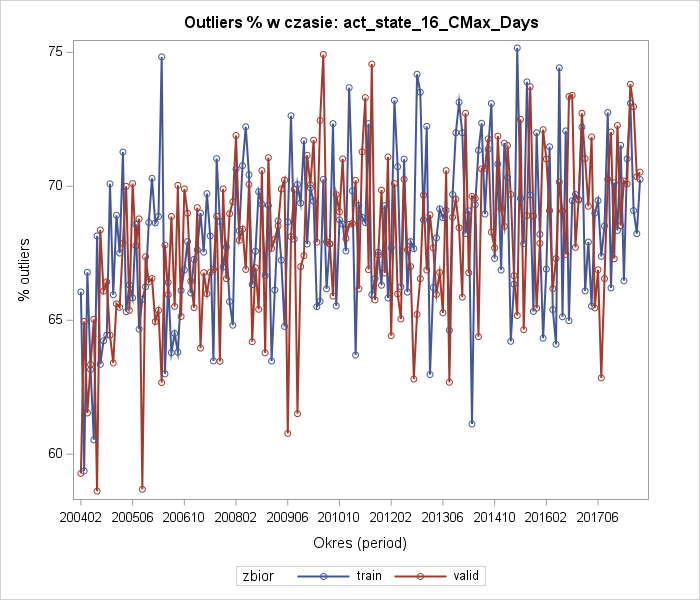 Outliers % w czasie: act_state_16_CMax_Days
75
70
65
60
% outliers
200402 200506 200610 200802 200906 201010 201202 201306 201410 201602 201706
Okres (period)
zbior train valid